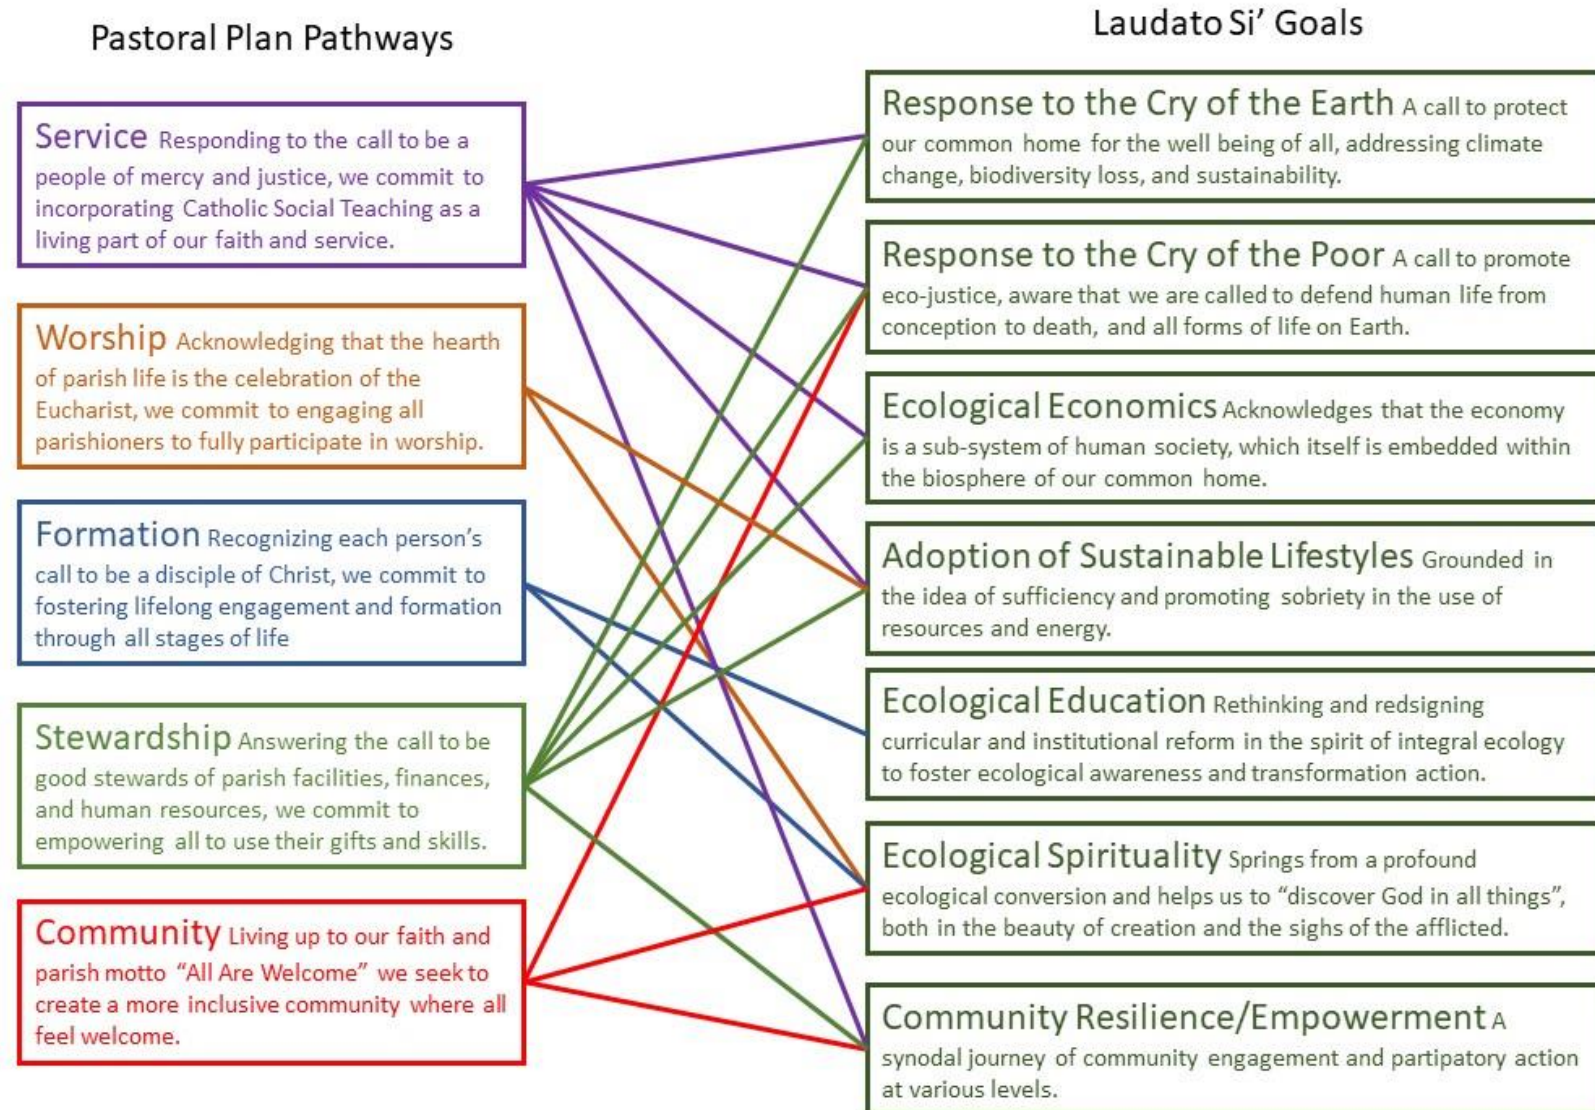 Pastoral Plan Pathways
Service Responding to the call to be a
people of mercy and justice, we commit to
incorporating Catholic Social Teaching as a
living part of our faith and service.
Worship Acknowledging that the hearth
of parish life is the celebration of the
Eucharist, we commit to engaging all
parishioners to fully participate in worship.
Formation Recognizing each person’s
call to be a disciple of Christ, we commit to
fostering lifelong engagement and formation
through all stages of life
Stewardship Answering the call to be
good stewards of parish facilities, finances,
and human resources, we commit to
empowering all to use their gifts and skills.
Community Living up to our faith and
parish motto “All Are Welcome” we seek to
create a more inclusive community where all
feel welcome.
Laudato Si’ Goals
Response to the Cry of the Earth A call to protect
our common home for the well being of all, addressing climate
change, biodiversity loss, and sustainability.
Response to the Cry of the Poor A call to promote
eco-justice, aware that we are called to defend human life from
conception to death, and all forms of life on Earth.
Ecological Economics Acknowledges that the economy
is a sub-system of human society, which itself is embedded within
the biosphere of our common home.
Adoption of Sustainable Lifestyles Grounded in
the idea of sufficiency and promoting sobriety in the use of
resources and energy.
Ecological Education Rethinking and redsigning
curricular and institutional reform in the spirit of integral ecology
to foster ecological awareness and transformation action.
Ecological Spirituality Springs from a profound
ecological conversion and helps us to “discover God in all things”,
both in the beauty of creation and the sighs of the afflicted.
Community Resilience/Empowerment A
synodal journey of community engagement and partipatory action
at various levels.